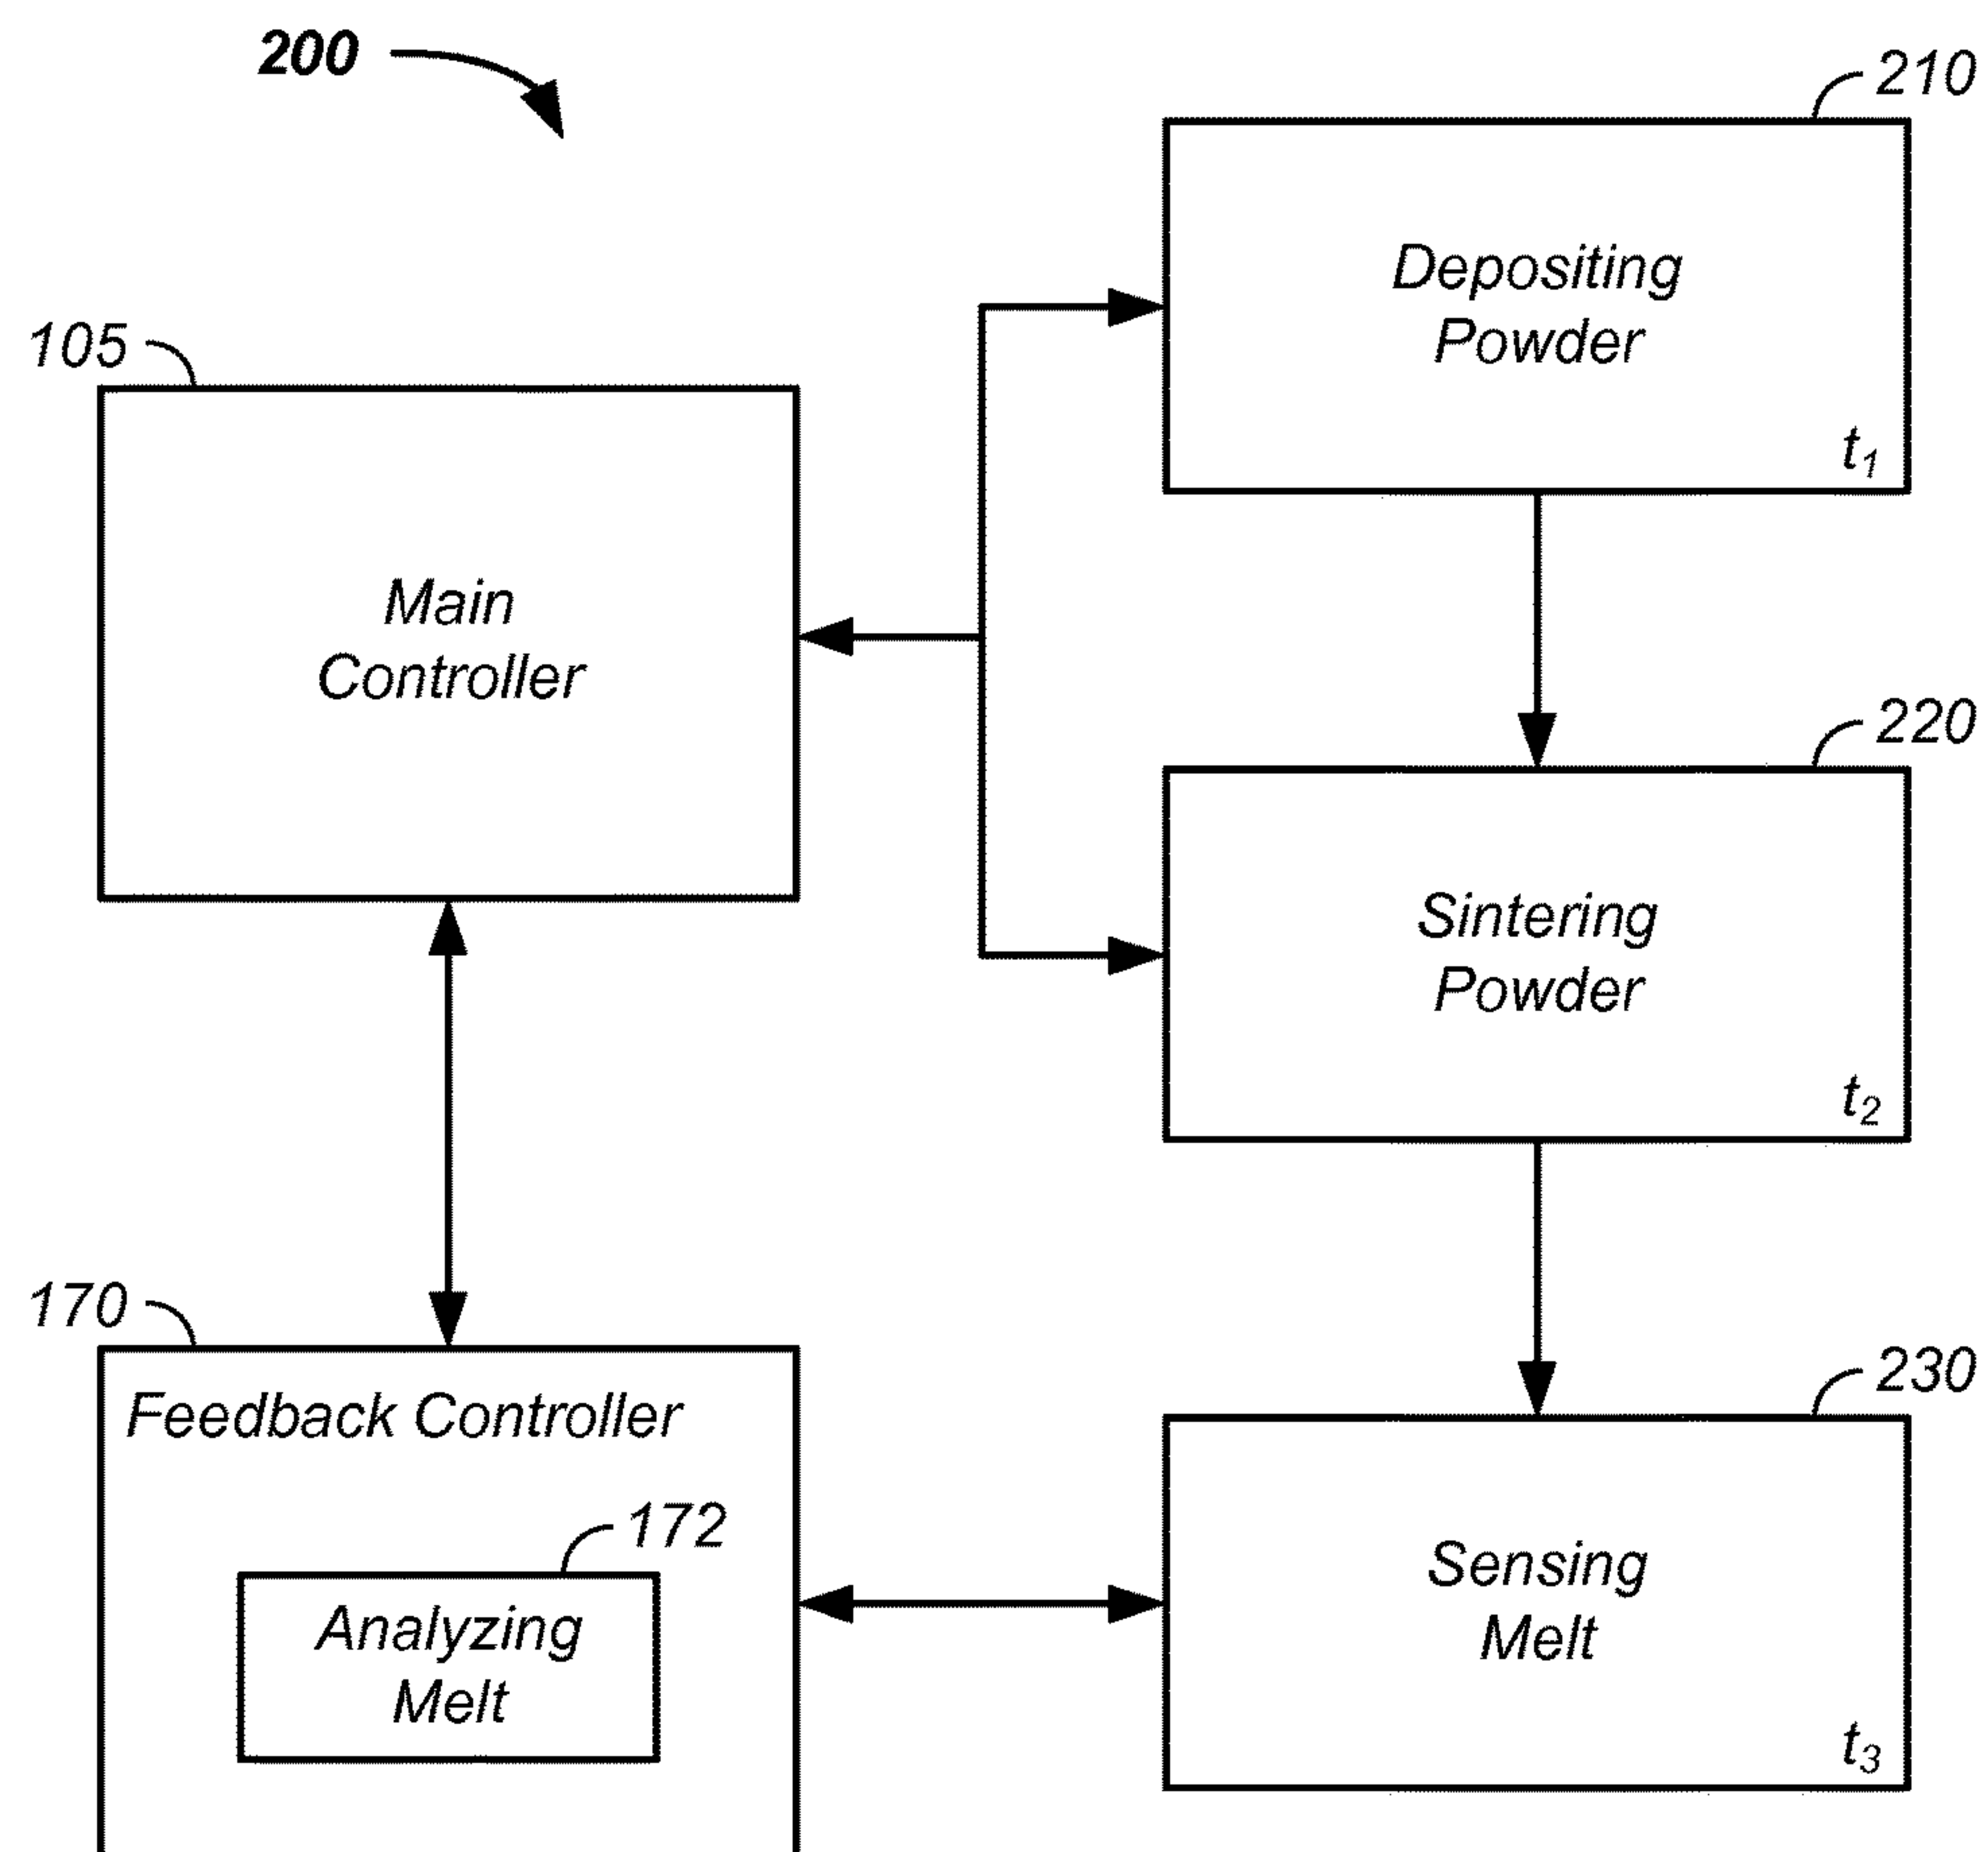 200
210
Depositing
Powder
t₁
105
Main
Controller
220
Sintering
Powder
t₂
170
Feedback Controller
172
Analyzing
Melt
230
Sensing
Melt
t₃